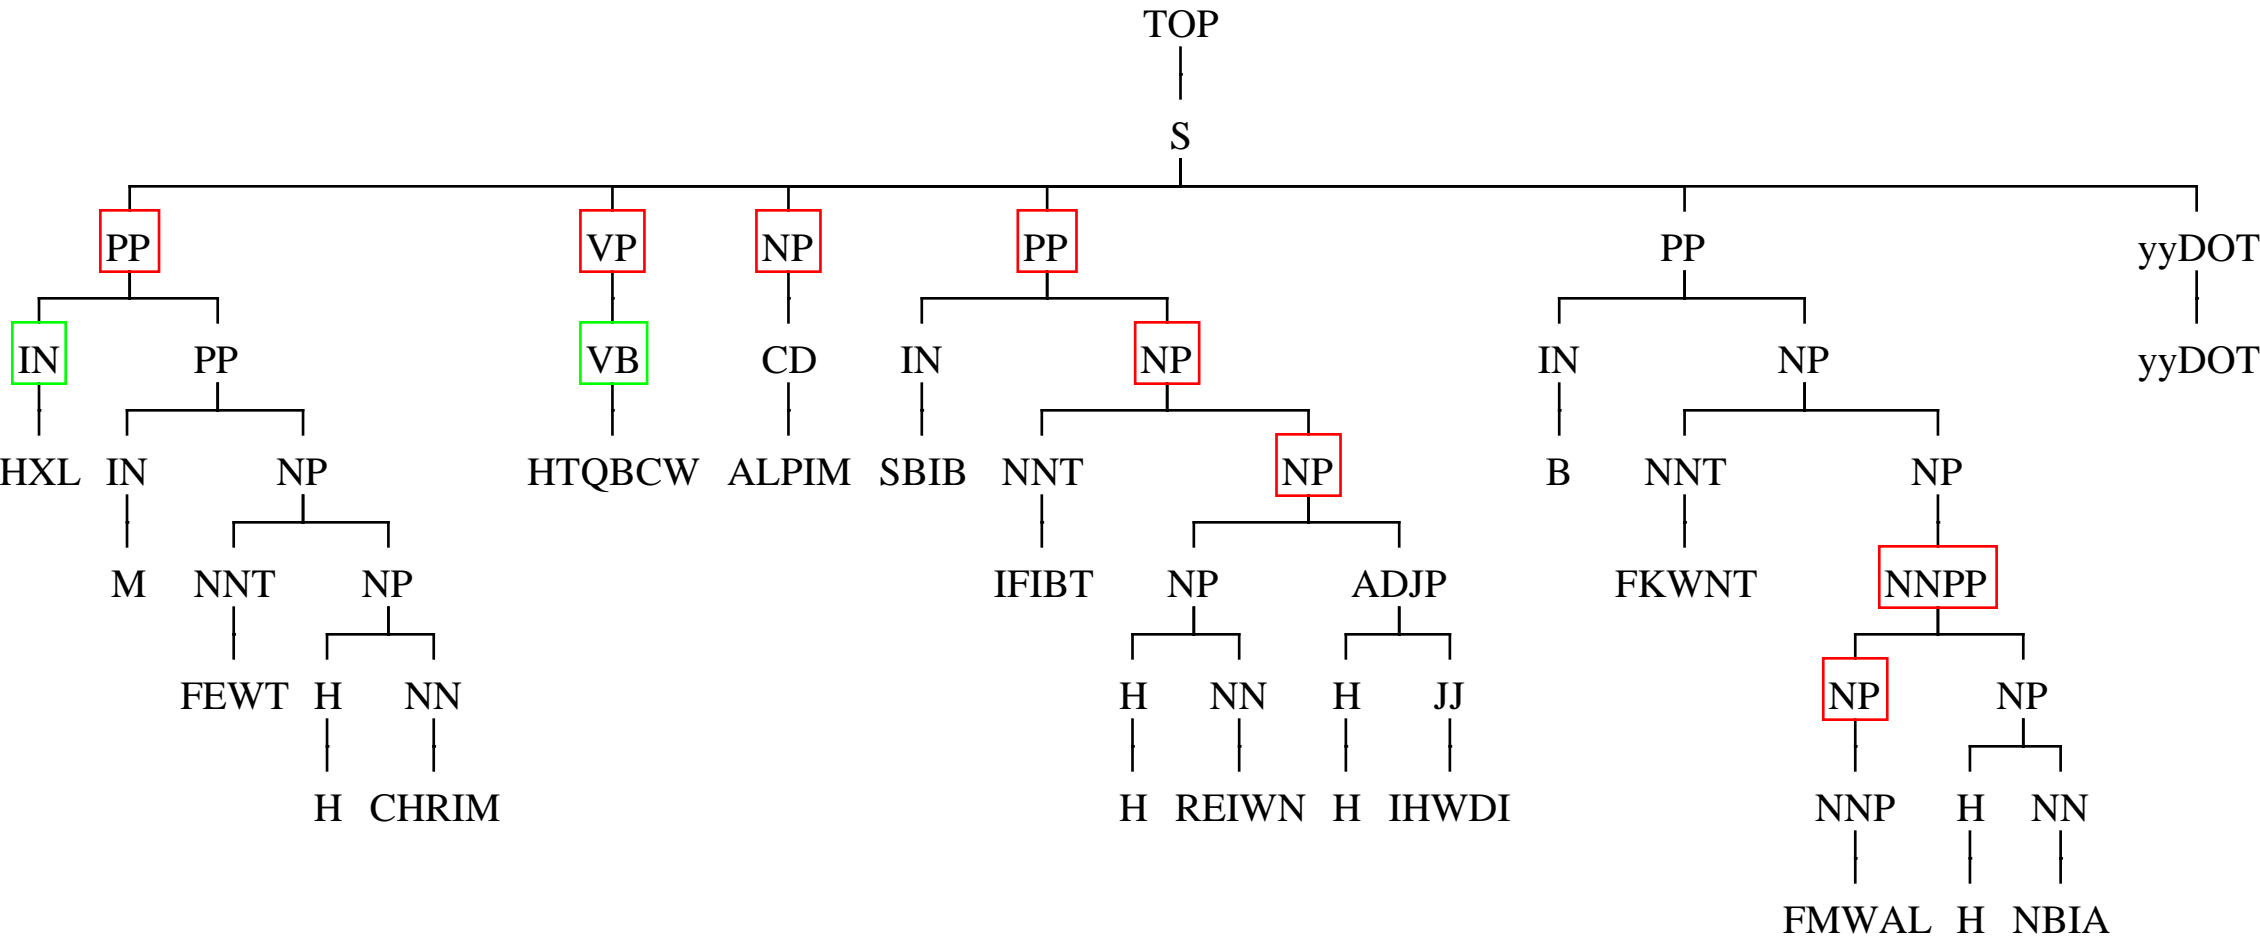 TOP
S
PP VP NP PP PP yyDOT
IN PP VB CD IN NP IN NP yyDOT
HXL IN NP HTQBCW ALPIM SBIB NNT NP B NNT NP
M NNT NP IFIBT NP ADJP FKWNT NNPP
FEWT H NN H NN H JJ NP NP
H CHRIM H REIWN H IHWDI NNP H NN
FMWAL H NBIA